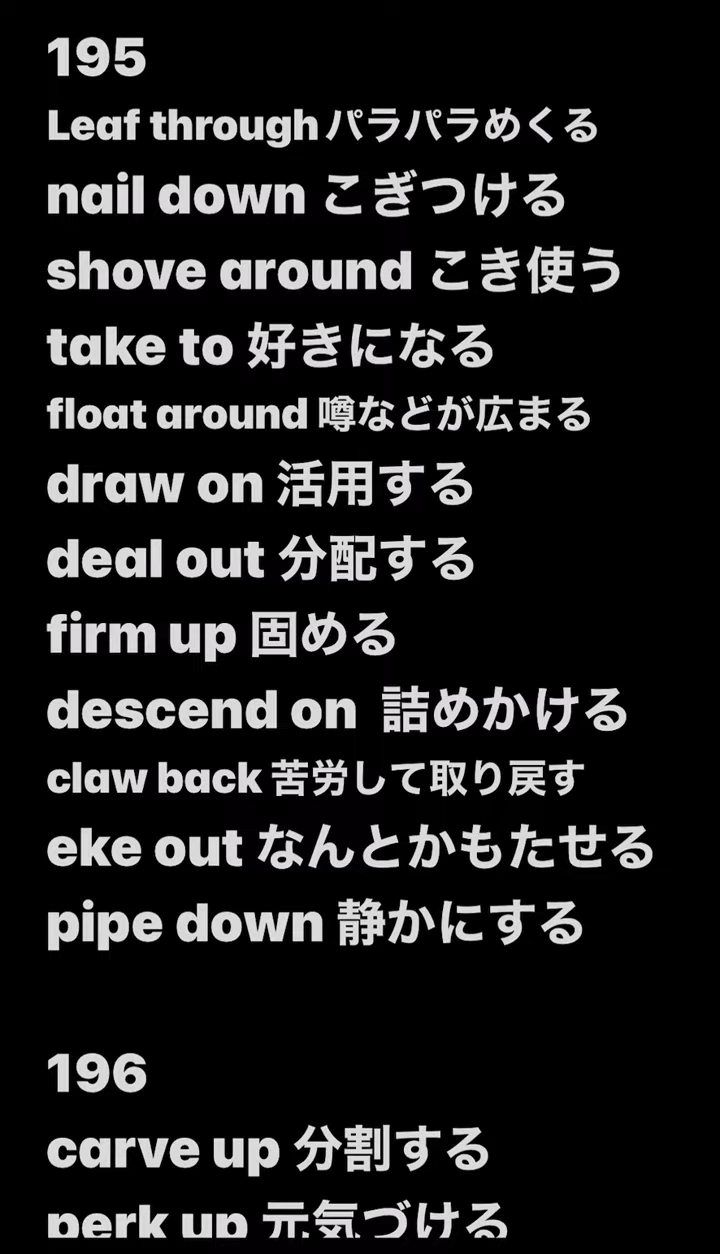 195
Leaf through パラパラめくる
nail down こぎつける
shove around こき使う
take to 好きになる
float around 噂などが広まる
draw on 活用する
deal out 分配する
firm up 固める
descend on 詰めかける
claw back 苦労して取り戻す
eke out なんとかもたせる
pipe down 静かにする
196
carve up 分割する
perk up 元気づける